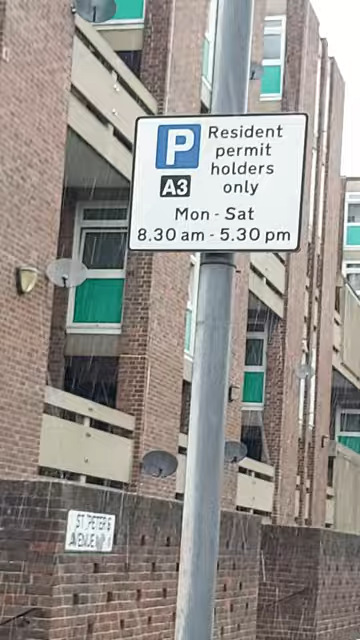 P Resident
permit
holders
A3 only
Mon - Sat
8.30 am - 5.30 pm
ST. PETER'S
AVENUE